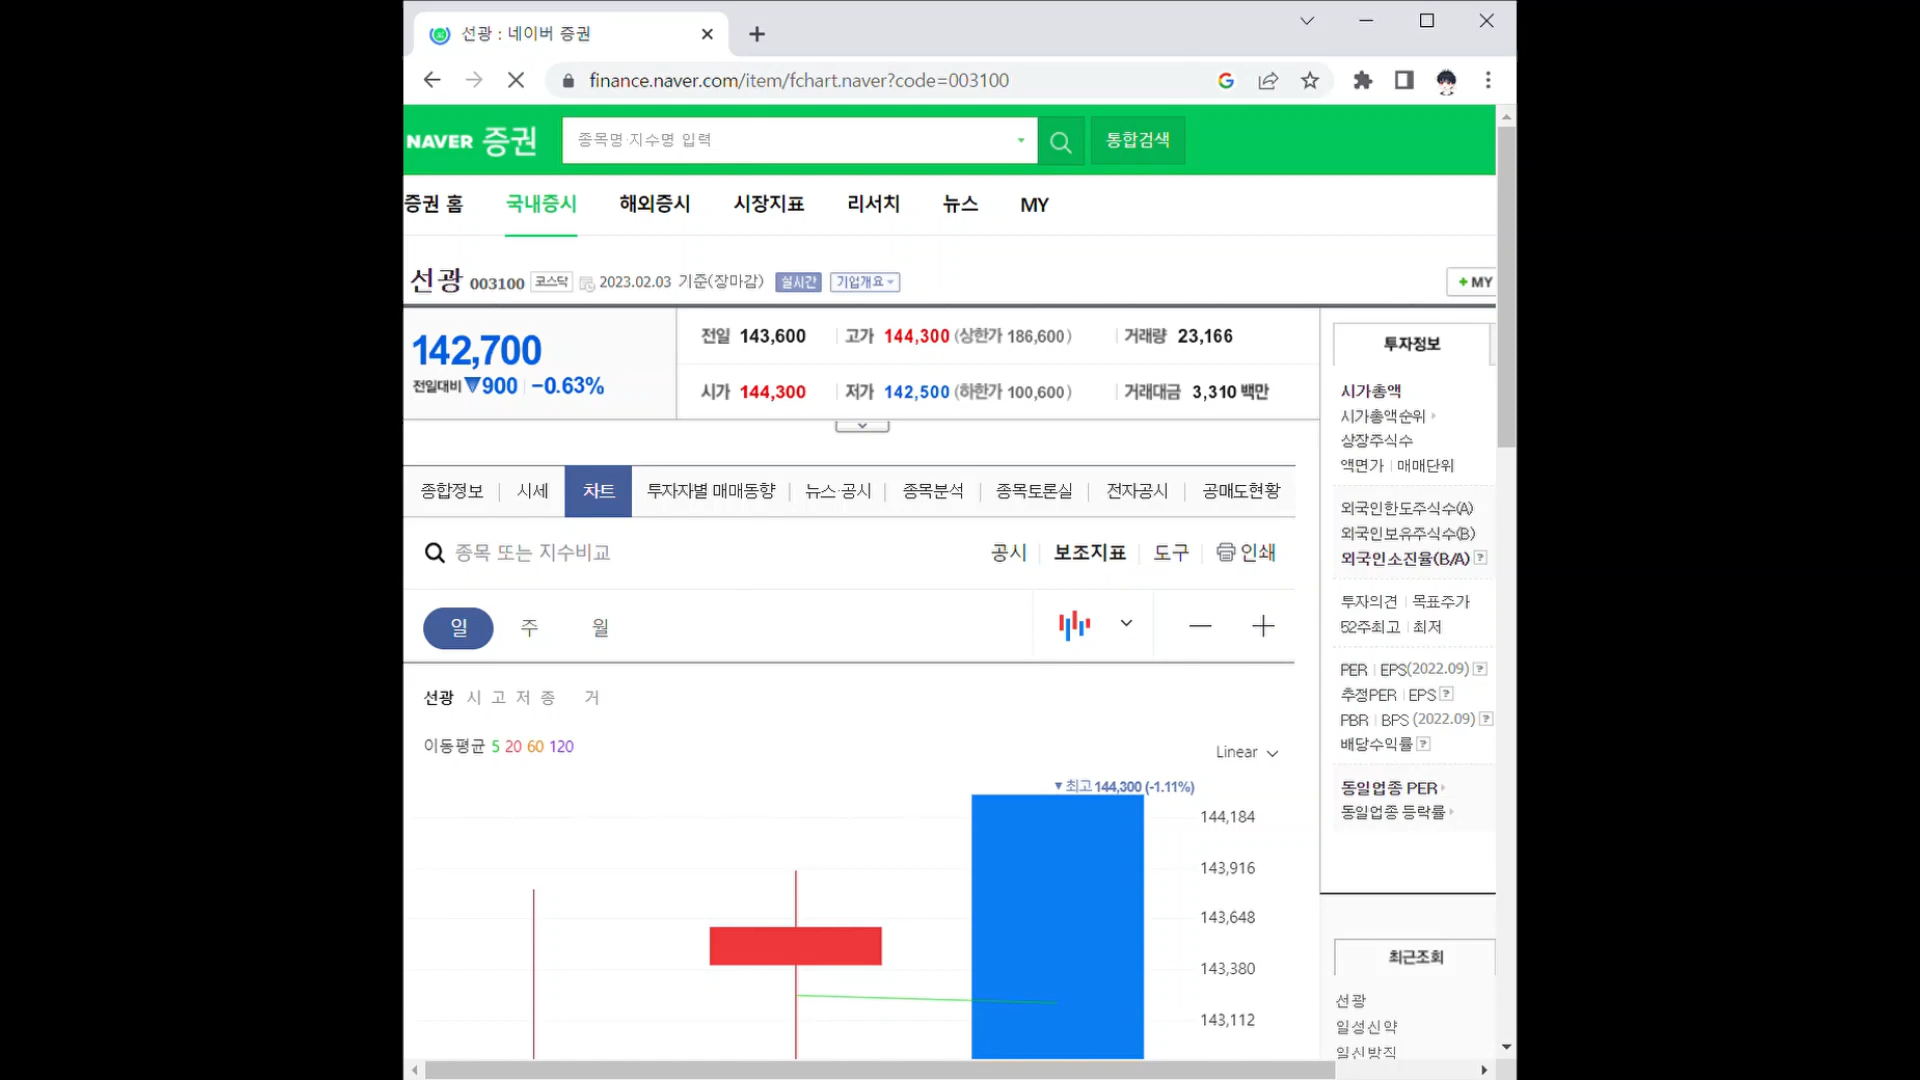 선광 : 네이버 증권
finance.naver.com/item/fchart.naver?code=003100
NAVER 증권
종목명·지수명 입력
통합검색
증권 홈 국내증시 해외증시 시장지표 리서치 뉴스 MY
선광 003100 코스닥 2023.02.03 기준(장마감) 실시간 기업개요
+ MY
142,700
전일대비 ▼900 | -0.63%
전일 143,600 고가 144,300 (상한가 186,600) 거래량 23,166
시가 144,300 저가 142,500 (하한가 100,600) 거래대금 3,310 백만
종합정보 시세 차트 투자자별 매매동향 뉴스·공시 종목분석 종목토론실 전자공시 공매도현황
종목 또는 지수비교
공시 보조지표 도구 인쇄
일 주 월
선광 시 고 저 종 거
이동평균 5 20 60 120
Linear
▼최고 144,300 (-1.11%)
144,184
143,916
143,648
143,380
143,112
투자정보
시가총액
시가총액순위
상장주식수
액면가 | 매매단위
외국인한도주식수(A)
외국인보유주식수(B)
외국인소진율(B/A) ?
투자의견 | 목표주가
52주최고 | 최저
PER | EPS(2022.09) ?
추정PER | EPS ?
PBR | BPS (2022.09) ?
배당수익률 ?
동일업종 PER
동일업종 등락률
최근조회
선광
일성신약
일신방직